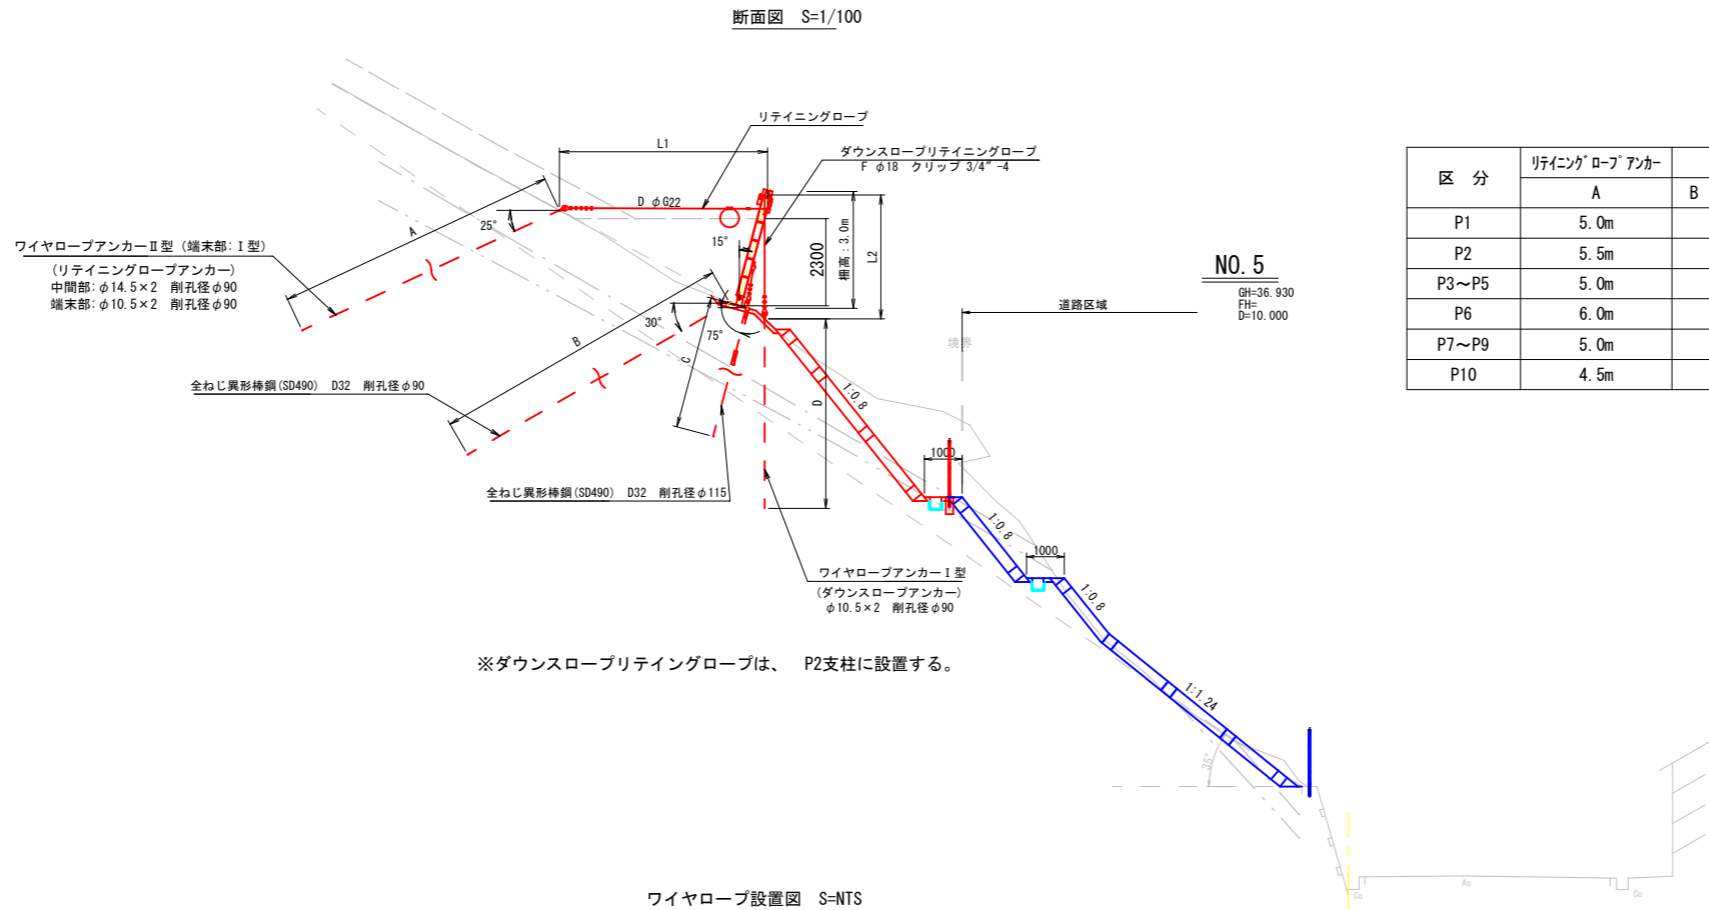 断面図 S=1/100
リテイニングロープ
L1
ダウンスロープリテイニングロープ
F φ18 クリップ 3/4" -4
D φG22
25°
A
15°
2300
柵高：3.0m
L2
ワイヤロープアンカーⅡ型（端末部：Ⅰ型）
(リテイニングロープアンカー)
中間部：φ14.5×2 削孔径φ90
端末部：φ10.5×2 削孔径φ90
NO.5
GH=36.930
FH=
D=10.000
道路区域
境界
30°
75°
B
C
D
全ねじ異形棒鋼(SD490) D32 削孔径φ90
1:0.8
1000
全ねじ異形棒鋼(SD490) D32 削孔径φ115
1:0.8
1000
ワイヤロープアンカーⅠ型
(ダウンスロープアンカー)
φ10.5×2 削孔径φ90
1:0.8
※ダウンスロープリテイングロープは、 P2支柱に設置する。
1:1.24
35°
As
Co
Co
ワイヤロープ設置図 S=NTS
区 分 リテイニングロープアンカー
A B
P1 5.0m
P2 5.5m
P3～P5 5.0m
P6 6.0m
P7～P9 5.0m
P10 4.5m